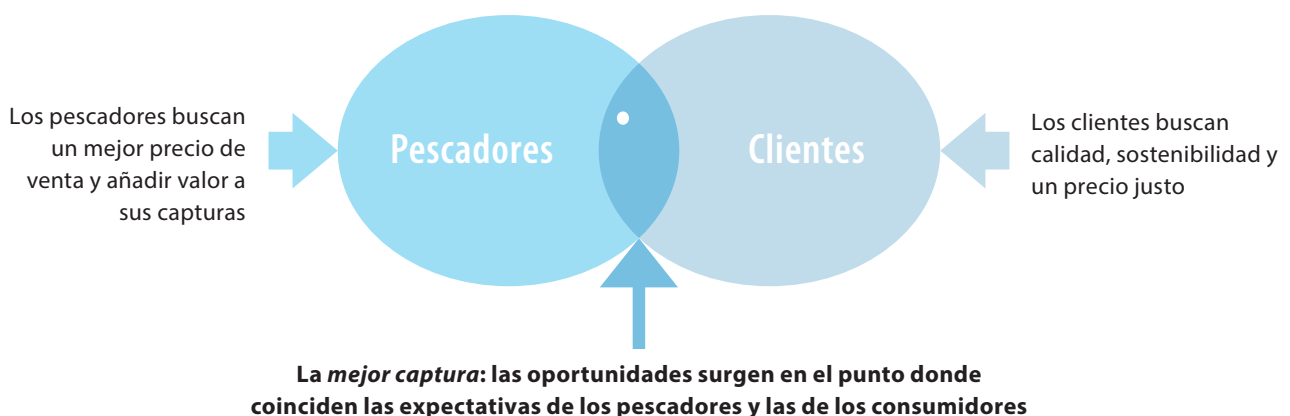 Los pescadores buscan
un mejor precio de
venta y añadir valor a
sus capturas
Pescadores
Clientes
Los clientes buscan
calidad, sostenibilidad y
un precio justo
La mejor captura: las oportunidades surgen en el punto donde
coinciden las expectativas de los pescadores y las de los consumidores